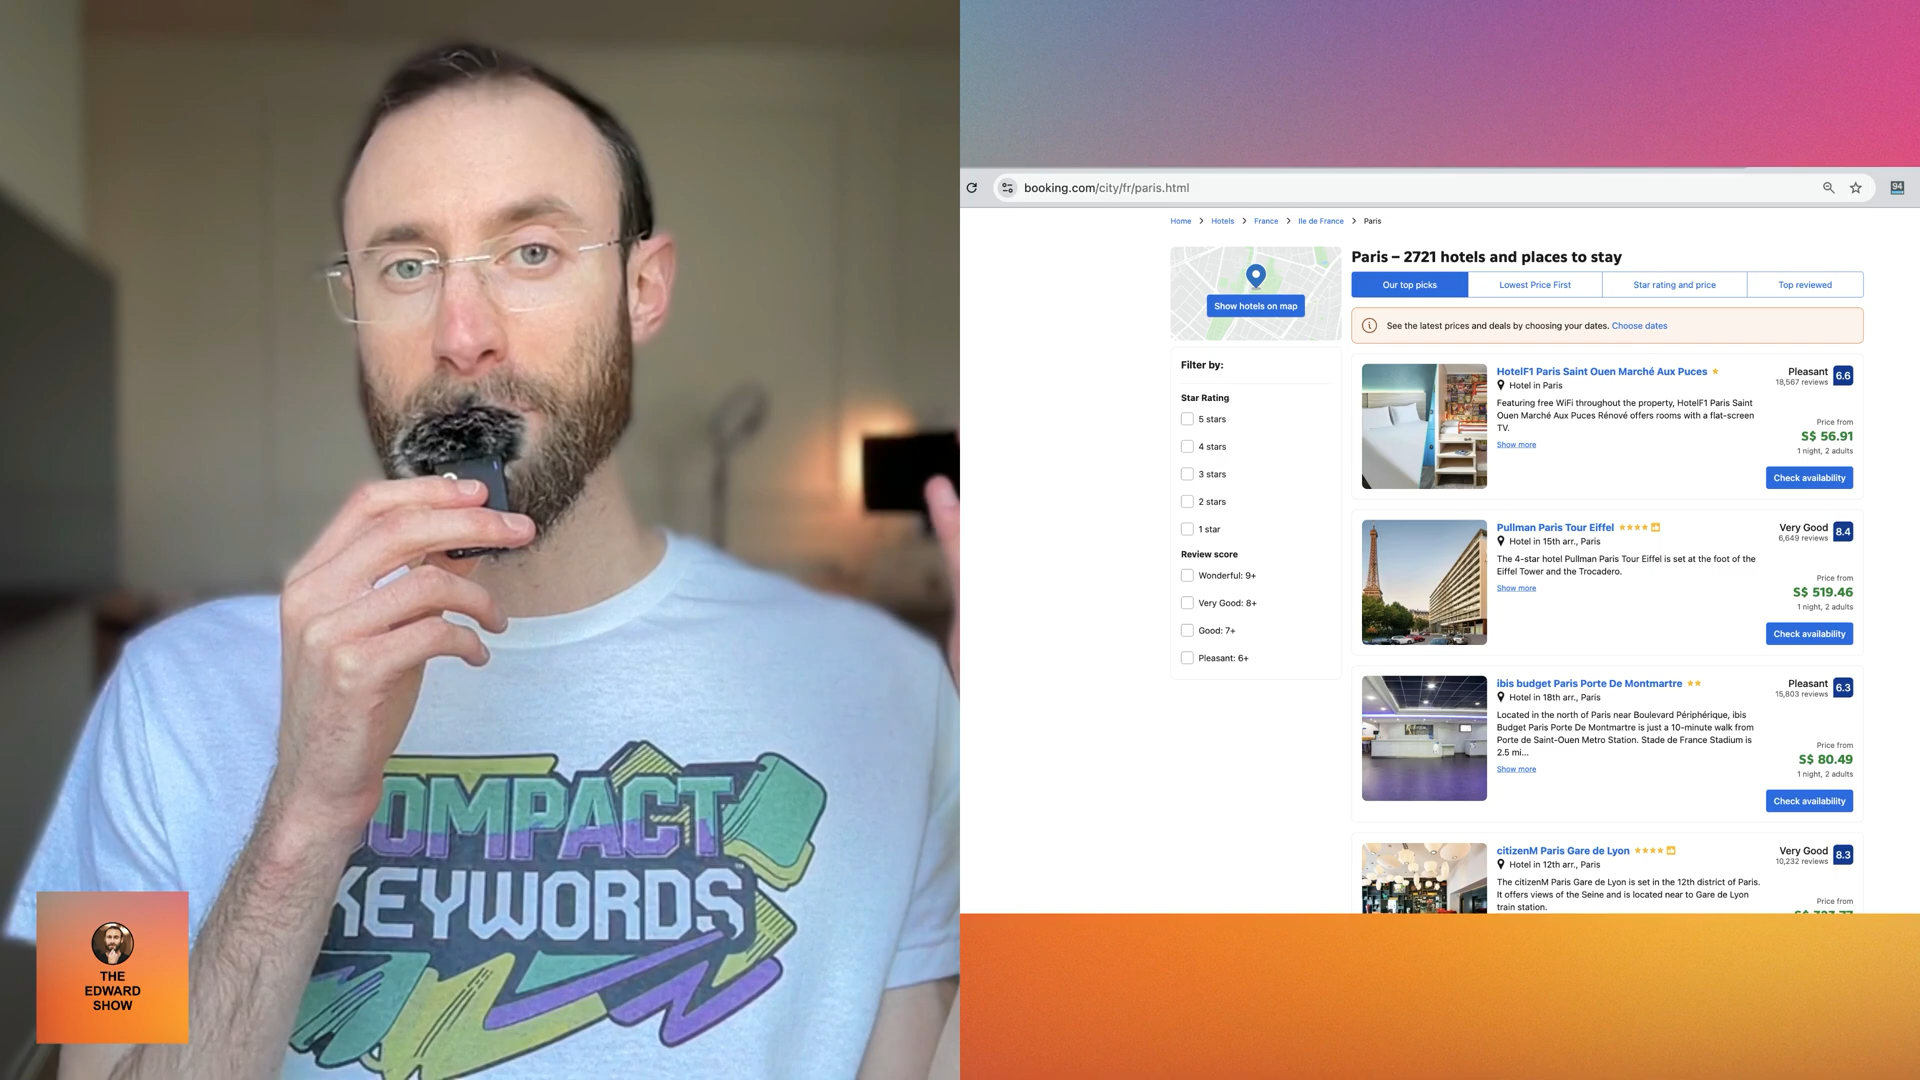 OMPACT
KEYWORDS
THE
EDWARD
SHOW
booking.com/city/fr/paris.html
94
Home > Hotels > France > Ile de France > Paris
Show hotels on map
Filter by:
Star Rating
5 stars
4 stars
3 stars
2 stars
1 star
Review score
Wonderful: 9+
Very Good: 8+
Good: 7+
Pleasant: 6+
Paris – 2721 hotels and places to stay
Our top picks
Lowest Price First
Star rating and price
Top reviewed
See the latest prices and deals by choosing your dates. Choose dates
HotelF1 Paris Saint Ouen Marché Aux Puces
Hotel in Paris
Featuring free WiFi throughout the property, HotelF1 Paris Saint
Ouen Marché Aux Puces Rénové offers rooms with a flat-screen
TV.
Show more
Pleasant 6.6
18,567 reviews
Price from
S$ 56.91
1 night, 2 adults
Check availability
Pullman Paris Tour Eiffel
Hotel in 15th arr., Paris
The 4-star hotel Pullman Paris Tour Eiffel is set at the foot of the
Eiffel Tower and the Trocadero.
Show more
Very Good 8.4
6,649 reviews
Price from
S$ 519.46
1 night, 2 adults
Check availability
ibis budget Paris Porte De Montmartre
Hotel in 18th arr., Paris
Located in the north of Paris near Boulevard Périphérique, ibis
Budget Paris Porte De Montmartre is just a 10-minute walk from
Porte de Saint-Ouen Metro Station. Stade de France Stadium is
2.5 mi...
Show more
Pleasant 6.3
15,803 reviews
Price from
S$ 80.49
1 night, 2 adults
Check availability
citizenM Paris Gare de Lyon
Hotel in 12th arr., Paris
The citizenM Paris Gare de Lyon is set in the 12th district of Paris.
It offers views of the Seine and is located near to Gare de Lyon
train station.
Very Good 8.3
10,232 reviews
Price from